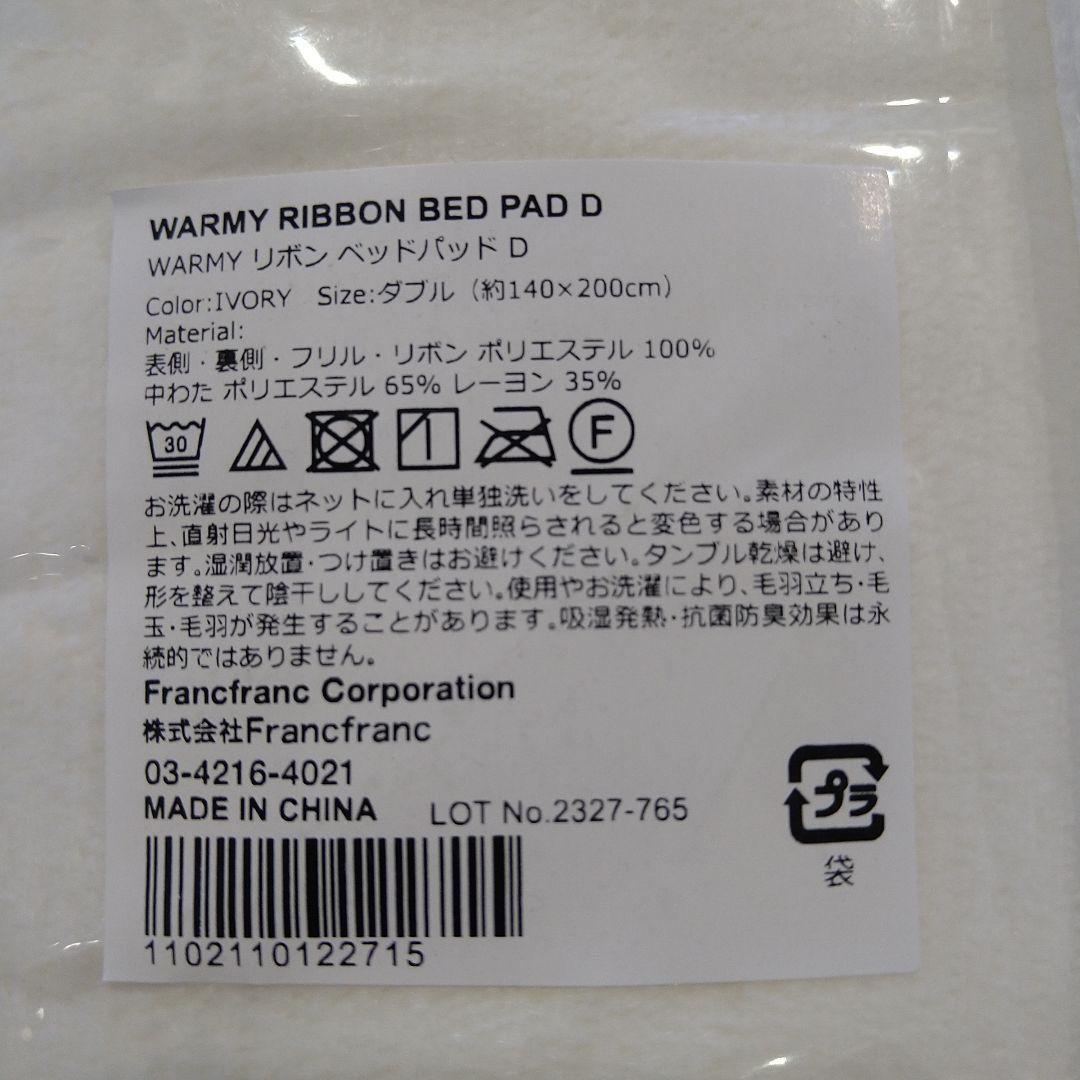 WARMY RIBBON BED PAD D
WARMY リボン ベッドパッド D
Color:IVORY Size:ダブル（約140×200cm）
Material:
表側・裏側・フリル・リボン ポリエステル 100%
中わた ポリエステル 65% レーヨン 35%
30 F
お洗濯の際はネットに入れ単独洗いをしてください。素材の特性
上、直射日光やライトに長時間照らされると変色する場合があり
ます。湿潤放置・つけ置きはお避けください。タンブル乾燥は避け、
形を整えて陰干ししてください。使用やお洗濯により、毛羽立ち・毛
玉・毛羽が発生することがあります。吸湿発熱・抗菌防臭効果は永
続的ではありません。
Francfranc Corporation
株式会社Francfranc
03-4216-4021
MADE IN CHINA LOT No.2327-765
プラ
袋
1102110122715